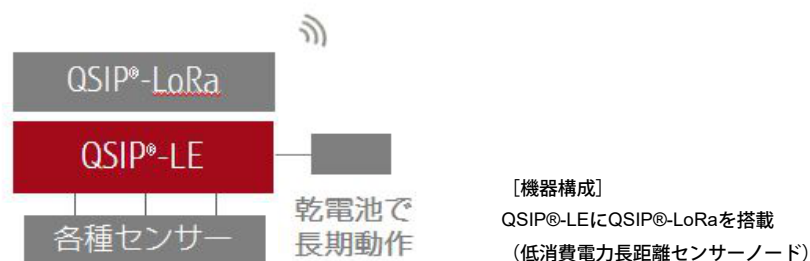 QSIP®-LoRa
QSIP®-LE
各種センサー
乾電池で
長期動作
［機器構成］
QSIP®-LEにQSIP®-LoRaを搭載
（低消費電力長距離センサーノード）